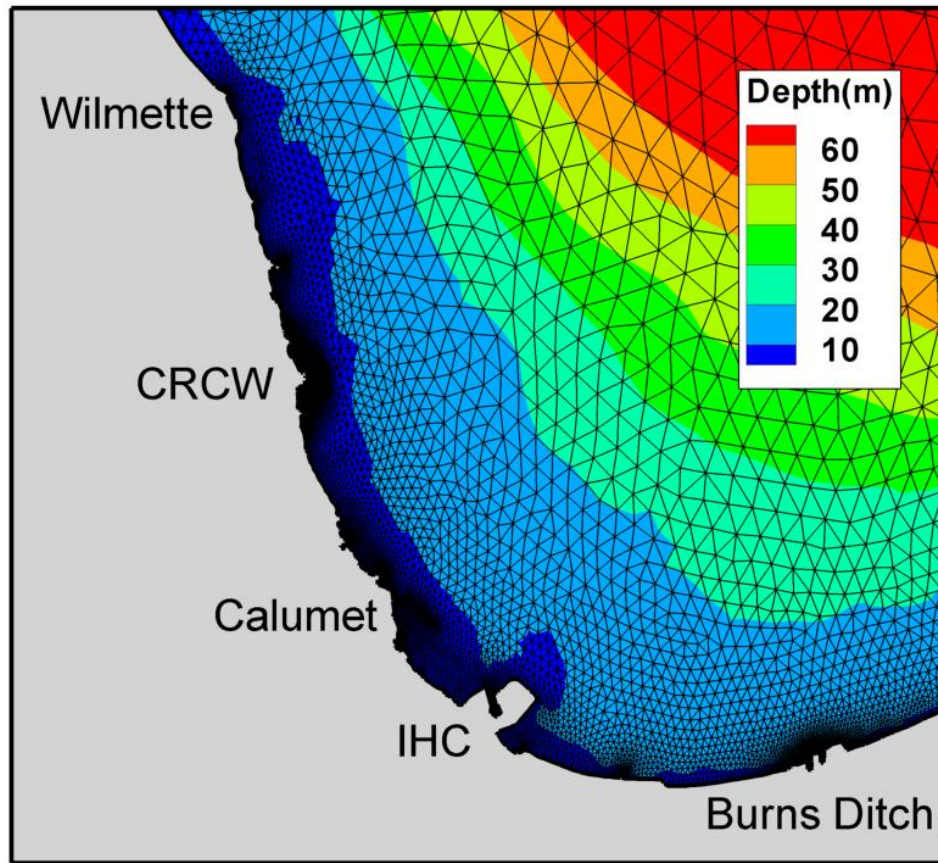 Wilmette
Depth(m)
60
50
40
30
20
10
CRCW
Calumet
IHC
Burns Ditch